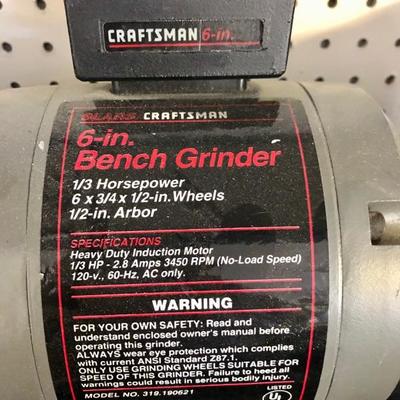 CRAFTSMAN 6-in.
SEARS CRAFTSMAN
6-in.
Bench Grinder
1/3 Horsepower
6 x 3/4 x 1/2-in. Wheels
1/2-in. Arbor
SPECIFICATIONS
Heavy Duty Induction Motor
1/3 HP - 2.8 Amps 3450 RPM (No-Load Speed)
120-v., 60-Hz, AC only.
WARNING
FOR YOUR OWN SAFETY: Read and
understand enclosed owner's manual before
operating this grinder.
ALWAYS wear eye protection which complies
with current ANSI Standard Z87.1.
ONLY USE GRINDING WHEELS SUITABLE FOR
SPEED OF THIS GRINDER. Failure to heed all
warnings could result in serious bodily injury.
MODEL NO. 319.190621
LISTED
UL